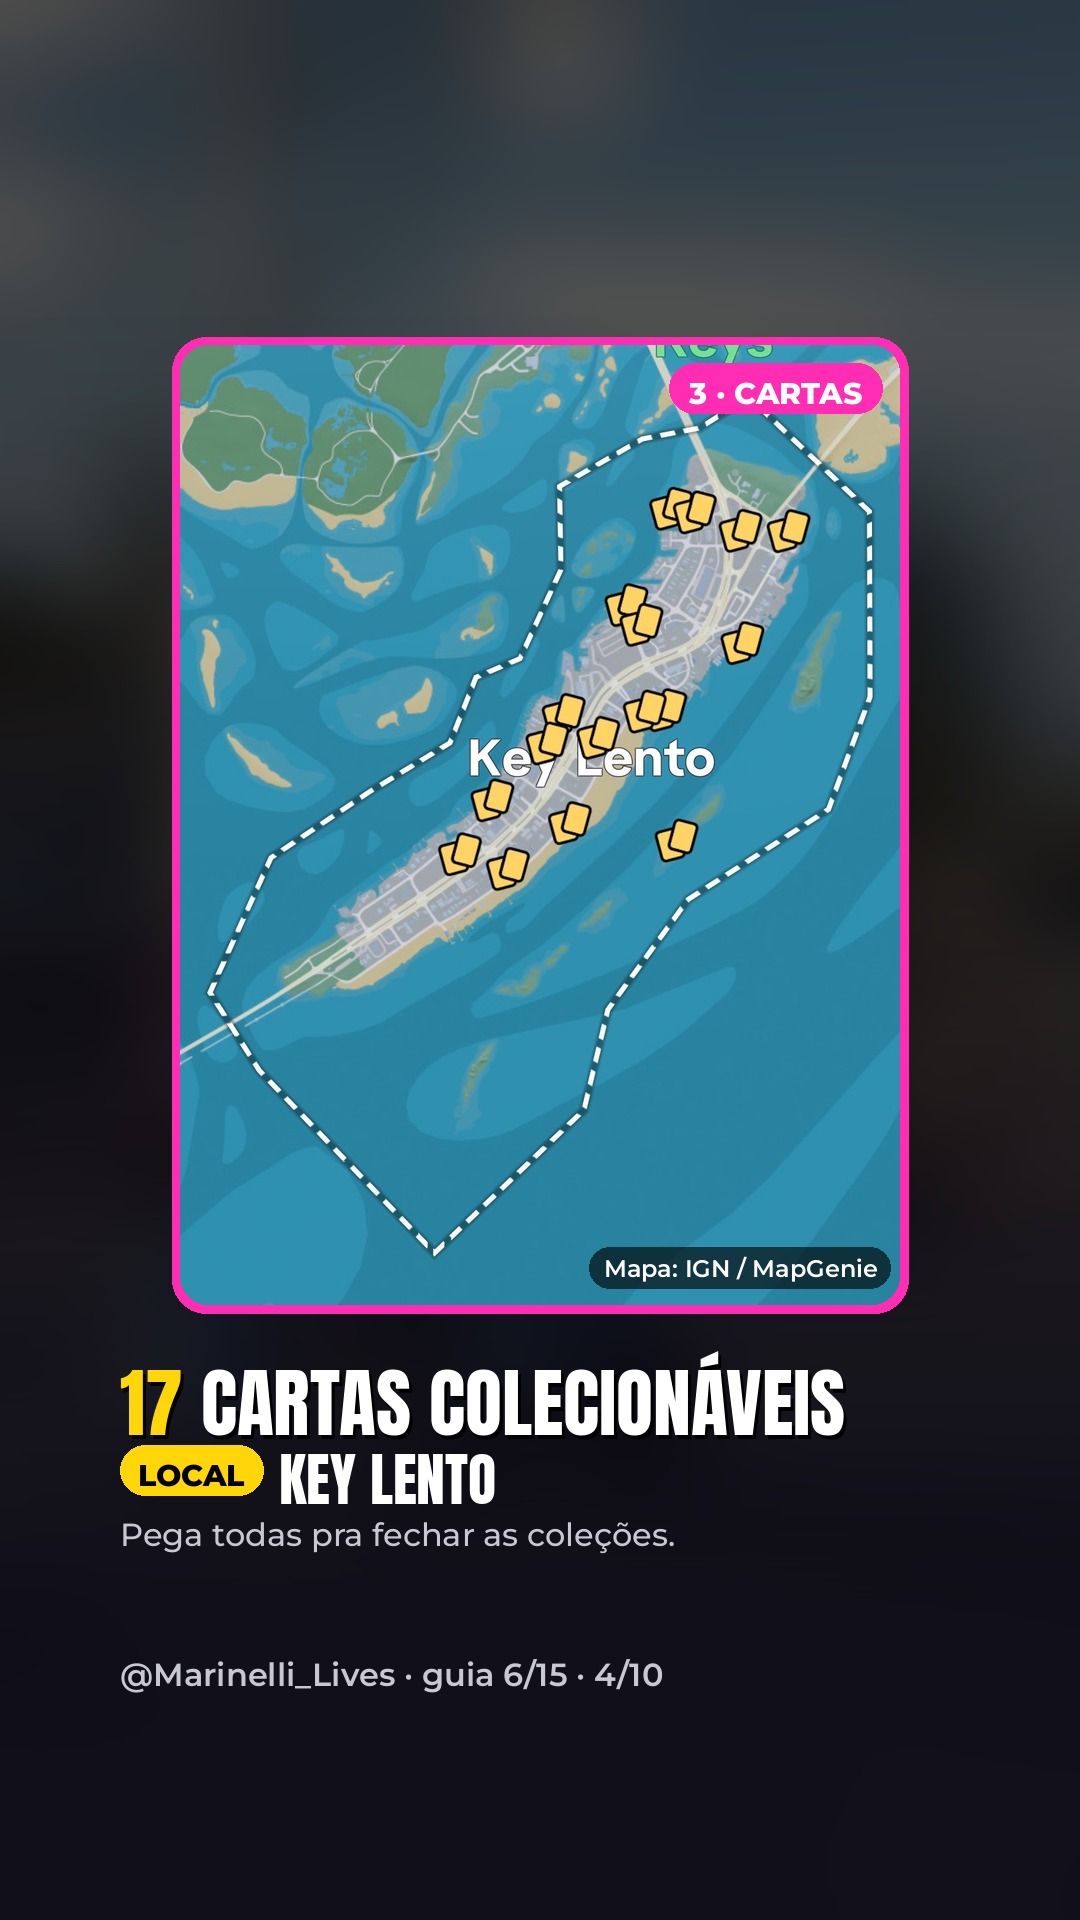 Keys
3 · CARTAS
Key Lento
Mapa: IGN / MapGenie
17 CARTAS COLECIONÁVEIS
LOCAL KEY LENTO
Pega todas pra fechar as coleções.
@Marinelli_Lives · guia 6/15 · 4/10